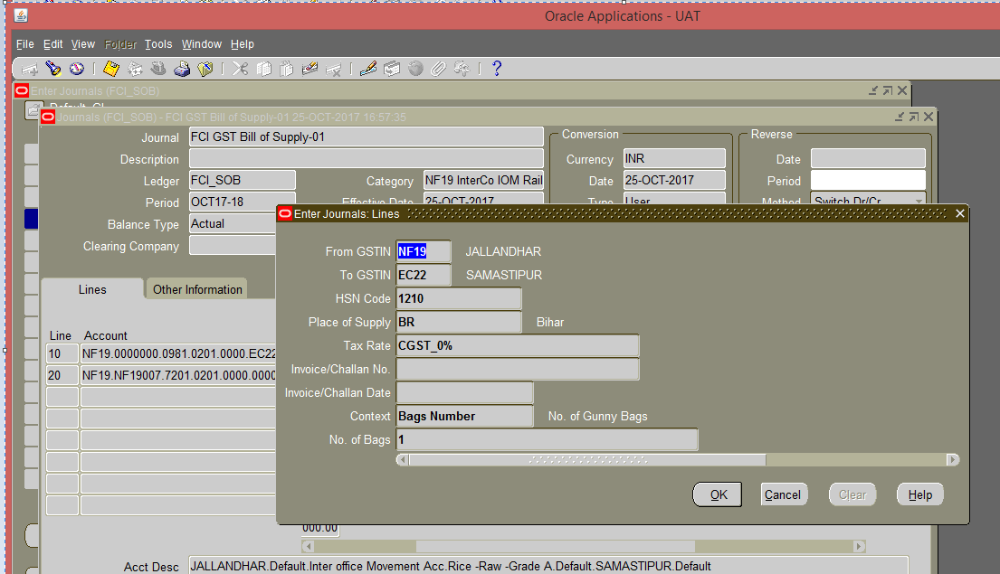 Oracle Applications - UAT
File Edit View Folder Tools Window Help
Enter Journals (FCI_SOB)
Journals (FCI_SOB) - FCI GST Bill of Supply-01 25-OCT-2017 16:57:35
Journal FCI GST Bill of Supply-01
Description
Ledger FCI_SOB Category NF19 InterCo IOM Rail
Period OCT17-18 Effective Date 25-OCT-2017
Balance Type Actual
Clearing Company
Conversion
Currency INR
Date 25-OCT-2017
Type User
Reverse
Date
Period
Method Switch Dr/Cr
Lines Other Information
Line Account
10 NF19.0000000.0981.0201.0000.EC22
20 NF19.NF19007.7201.0201.0000.0000
Enter Journals: Lines
From GSTIN NF19 JALLANDHAR
To GSTIN EC22 SAMASTIPUR
HSN Code 1210
Place of Supply BR Bihar
Tax Rate CGST_0%
Invoice/Challan No.
Invoice/Challan Date
Context Bags Number No. of Gunny Bags
No. of Bags 1
OK Cancel Clear Help
000.00
Acct Desc JALLANDHAR.Default.Inter office Movement Acc.Rice -Raw -Grade A.Default.SAMASTIPUR.Default